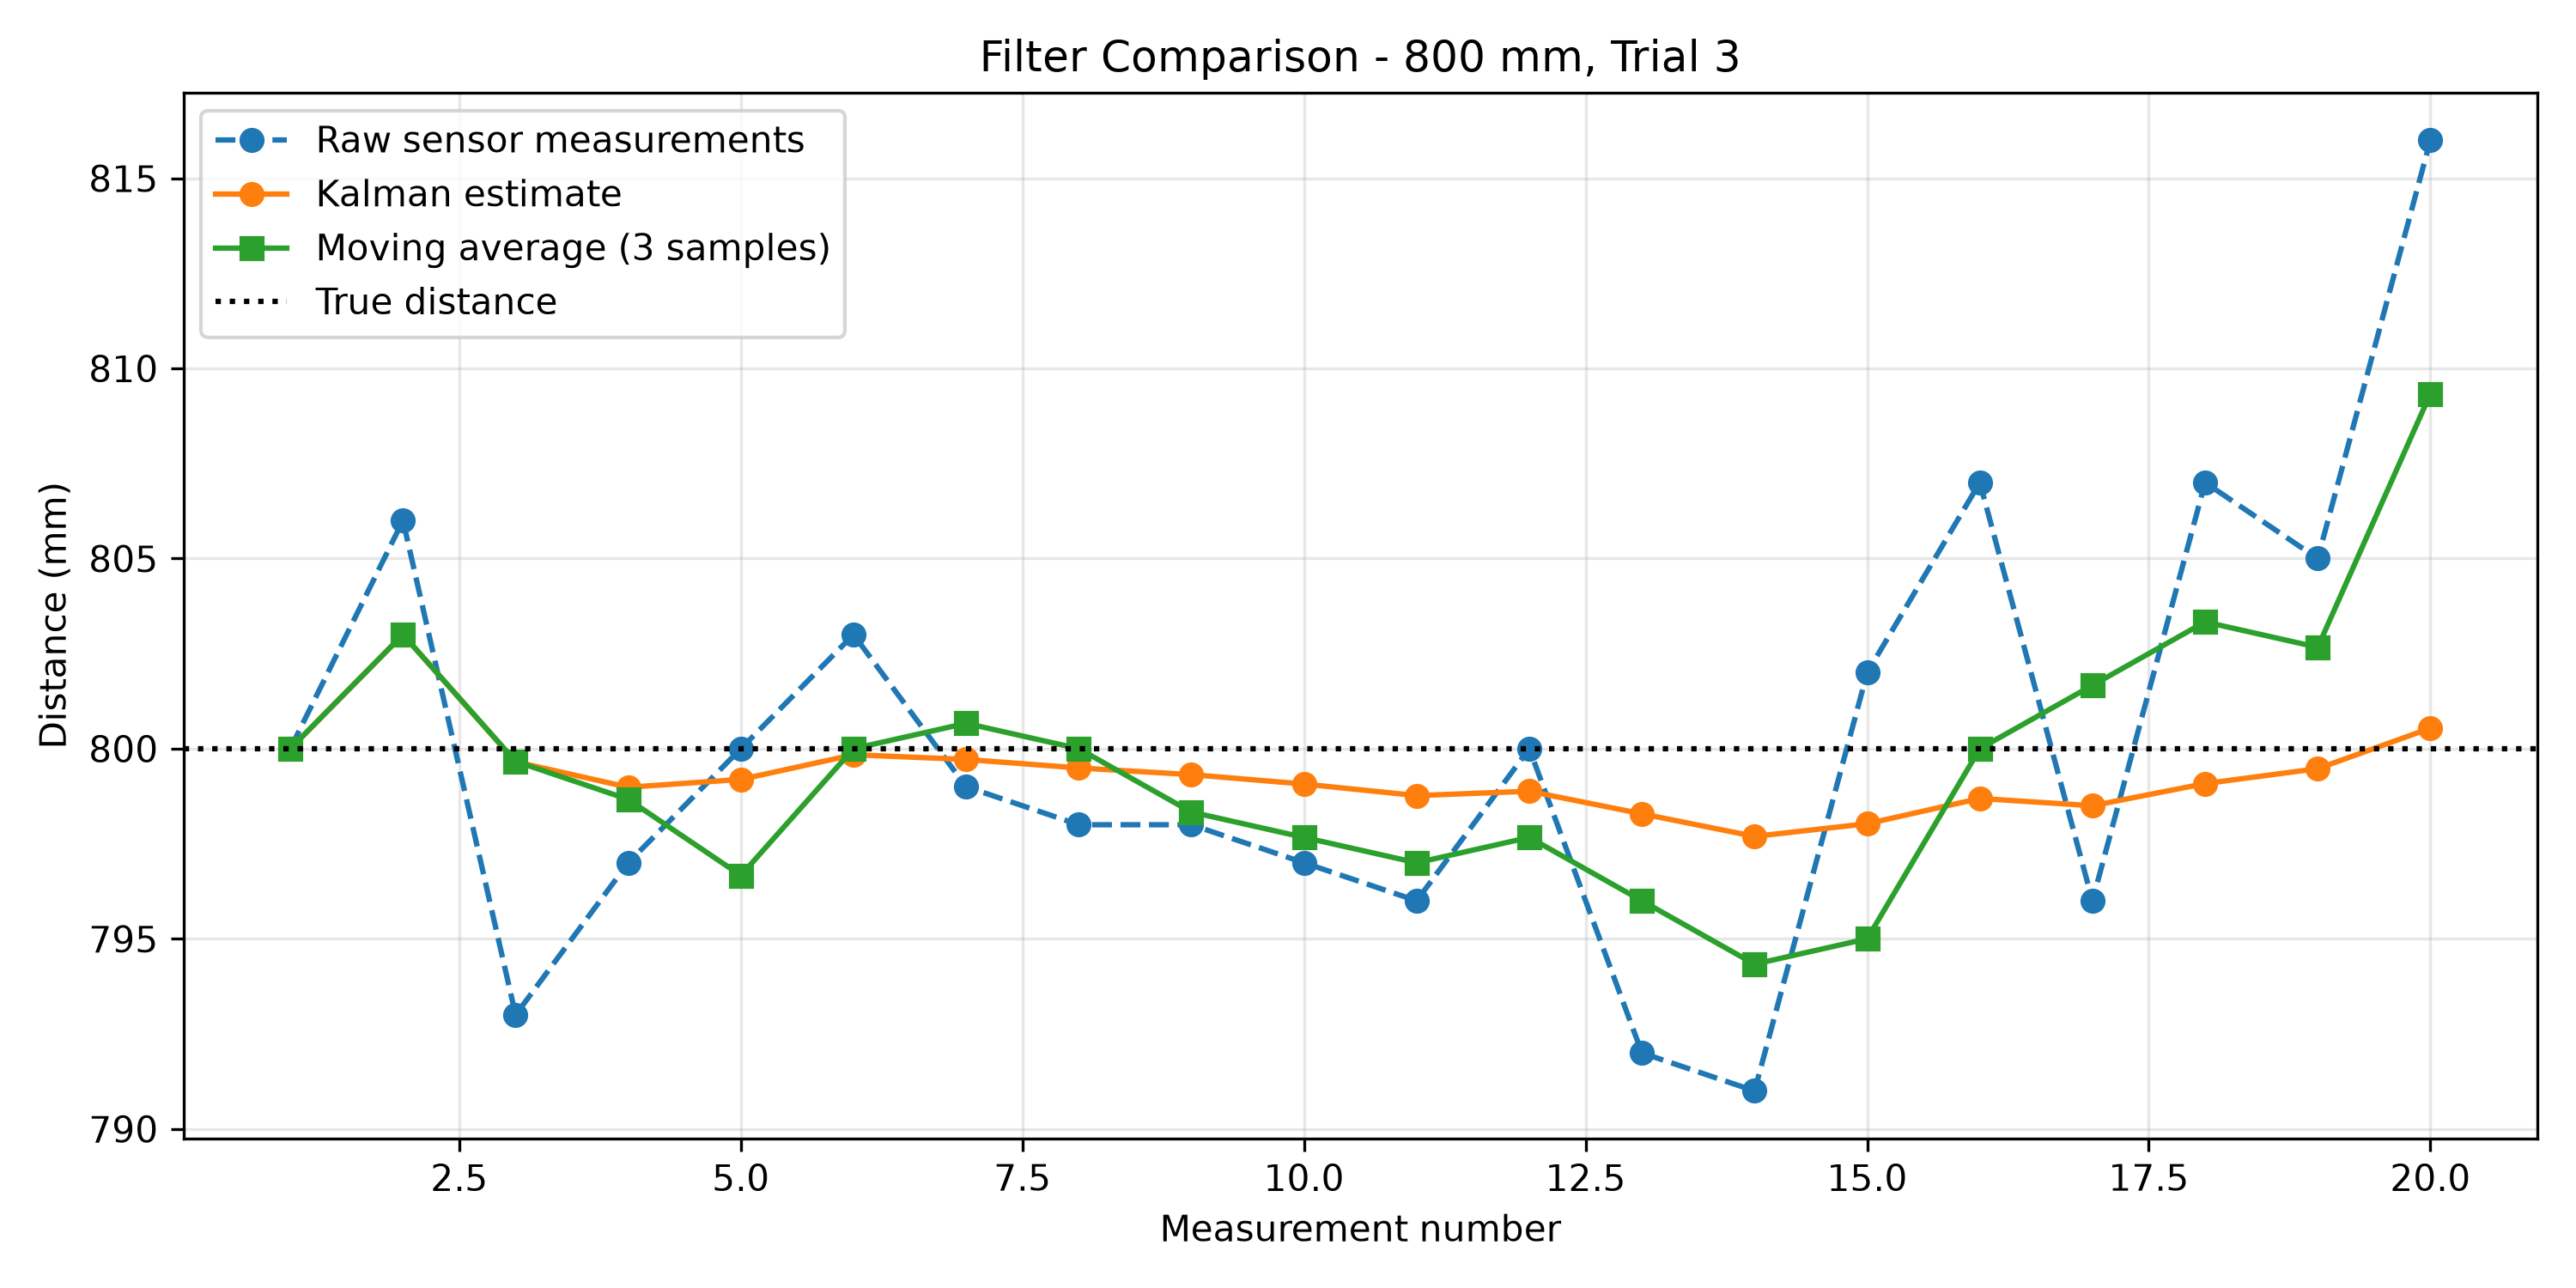 Filter Comparison - 800 mm, Trial 3
Raw sensor measurements
Kalman estimate
Moving average (3 samples)
True distance
815
810
805
800
795
790
Distance (mm)
2.5 5.0 7.5 10.0 12.5 15.0 17.5 20.0
Measurement number